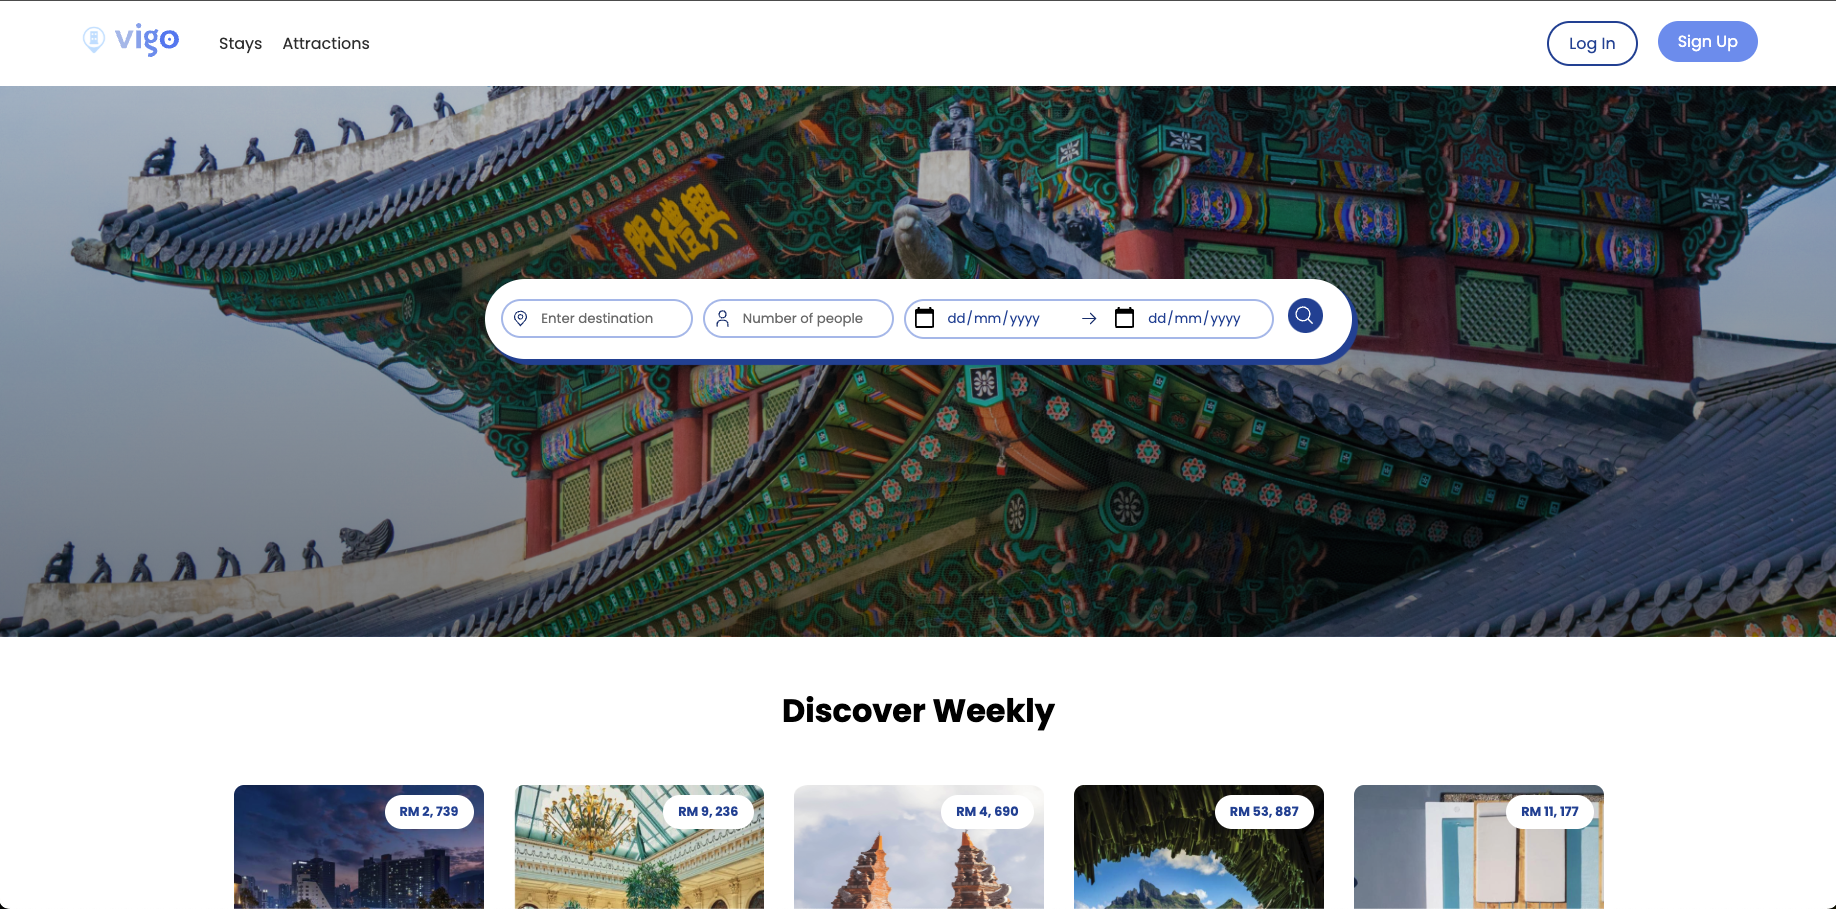 vigo
Stays
Attractions
Log In
Sign Up
興禮門
Enter destination
Number of people
dd/mm/yyyy
dd/mm/yyyy
Discover Weekly
RM 2, 739
RM 9, 236
RM 4, 690
RM 53, 887
RM 11, 177